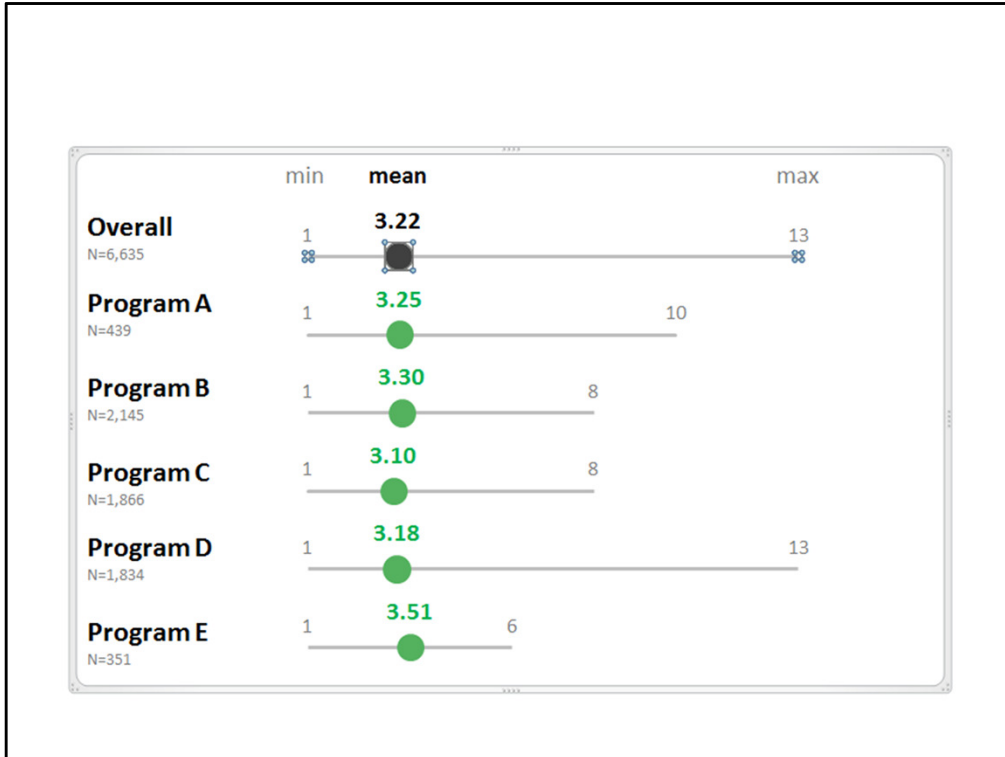 min mean max
Overall
N=6,635
1 3.22 13
Program A
N=439
1 3.25 10
Program B
N=2,145
1 3.30 8
Program C
N=1,866
1 3.10 8
Program D
N=1,834
1 3.18 13
Program E
N=351
1 3.51 6